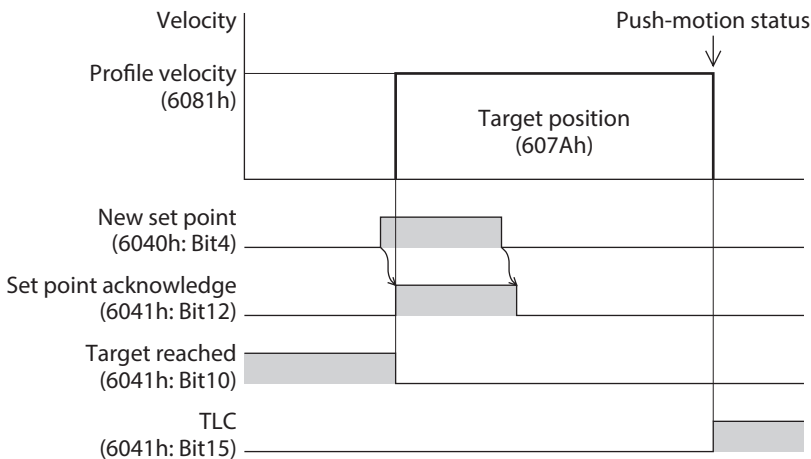 Velocity
Push-motion status
Profile velocity
(6081h)
Target position
(607Ah)
New set point
(6040h: Bit4)
Set point acknowledge
(6041h: Bit12)
Target reached
(6041h: Bit10)
TLC
(6041h: Bit15)